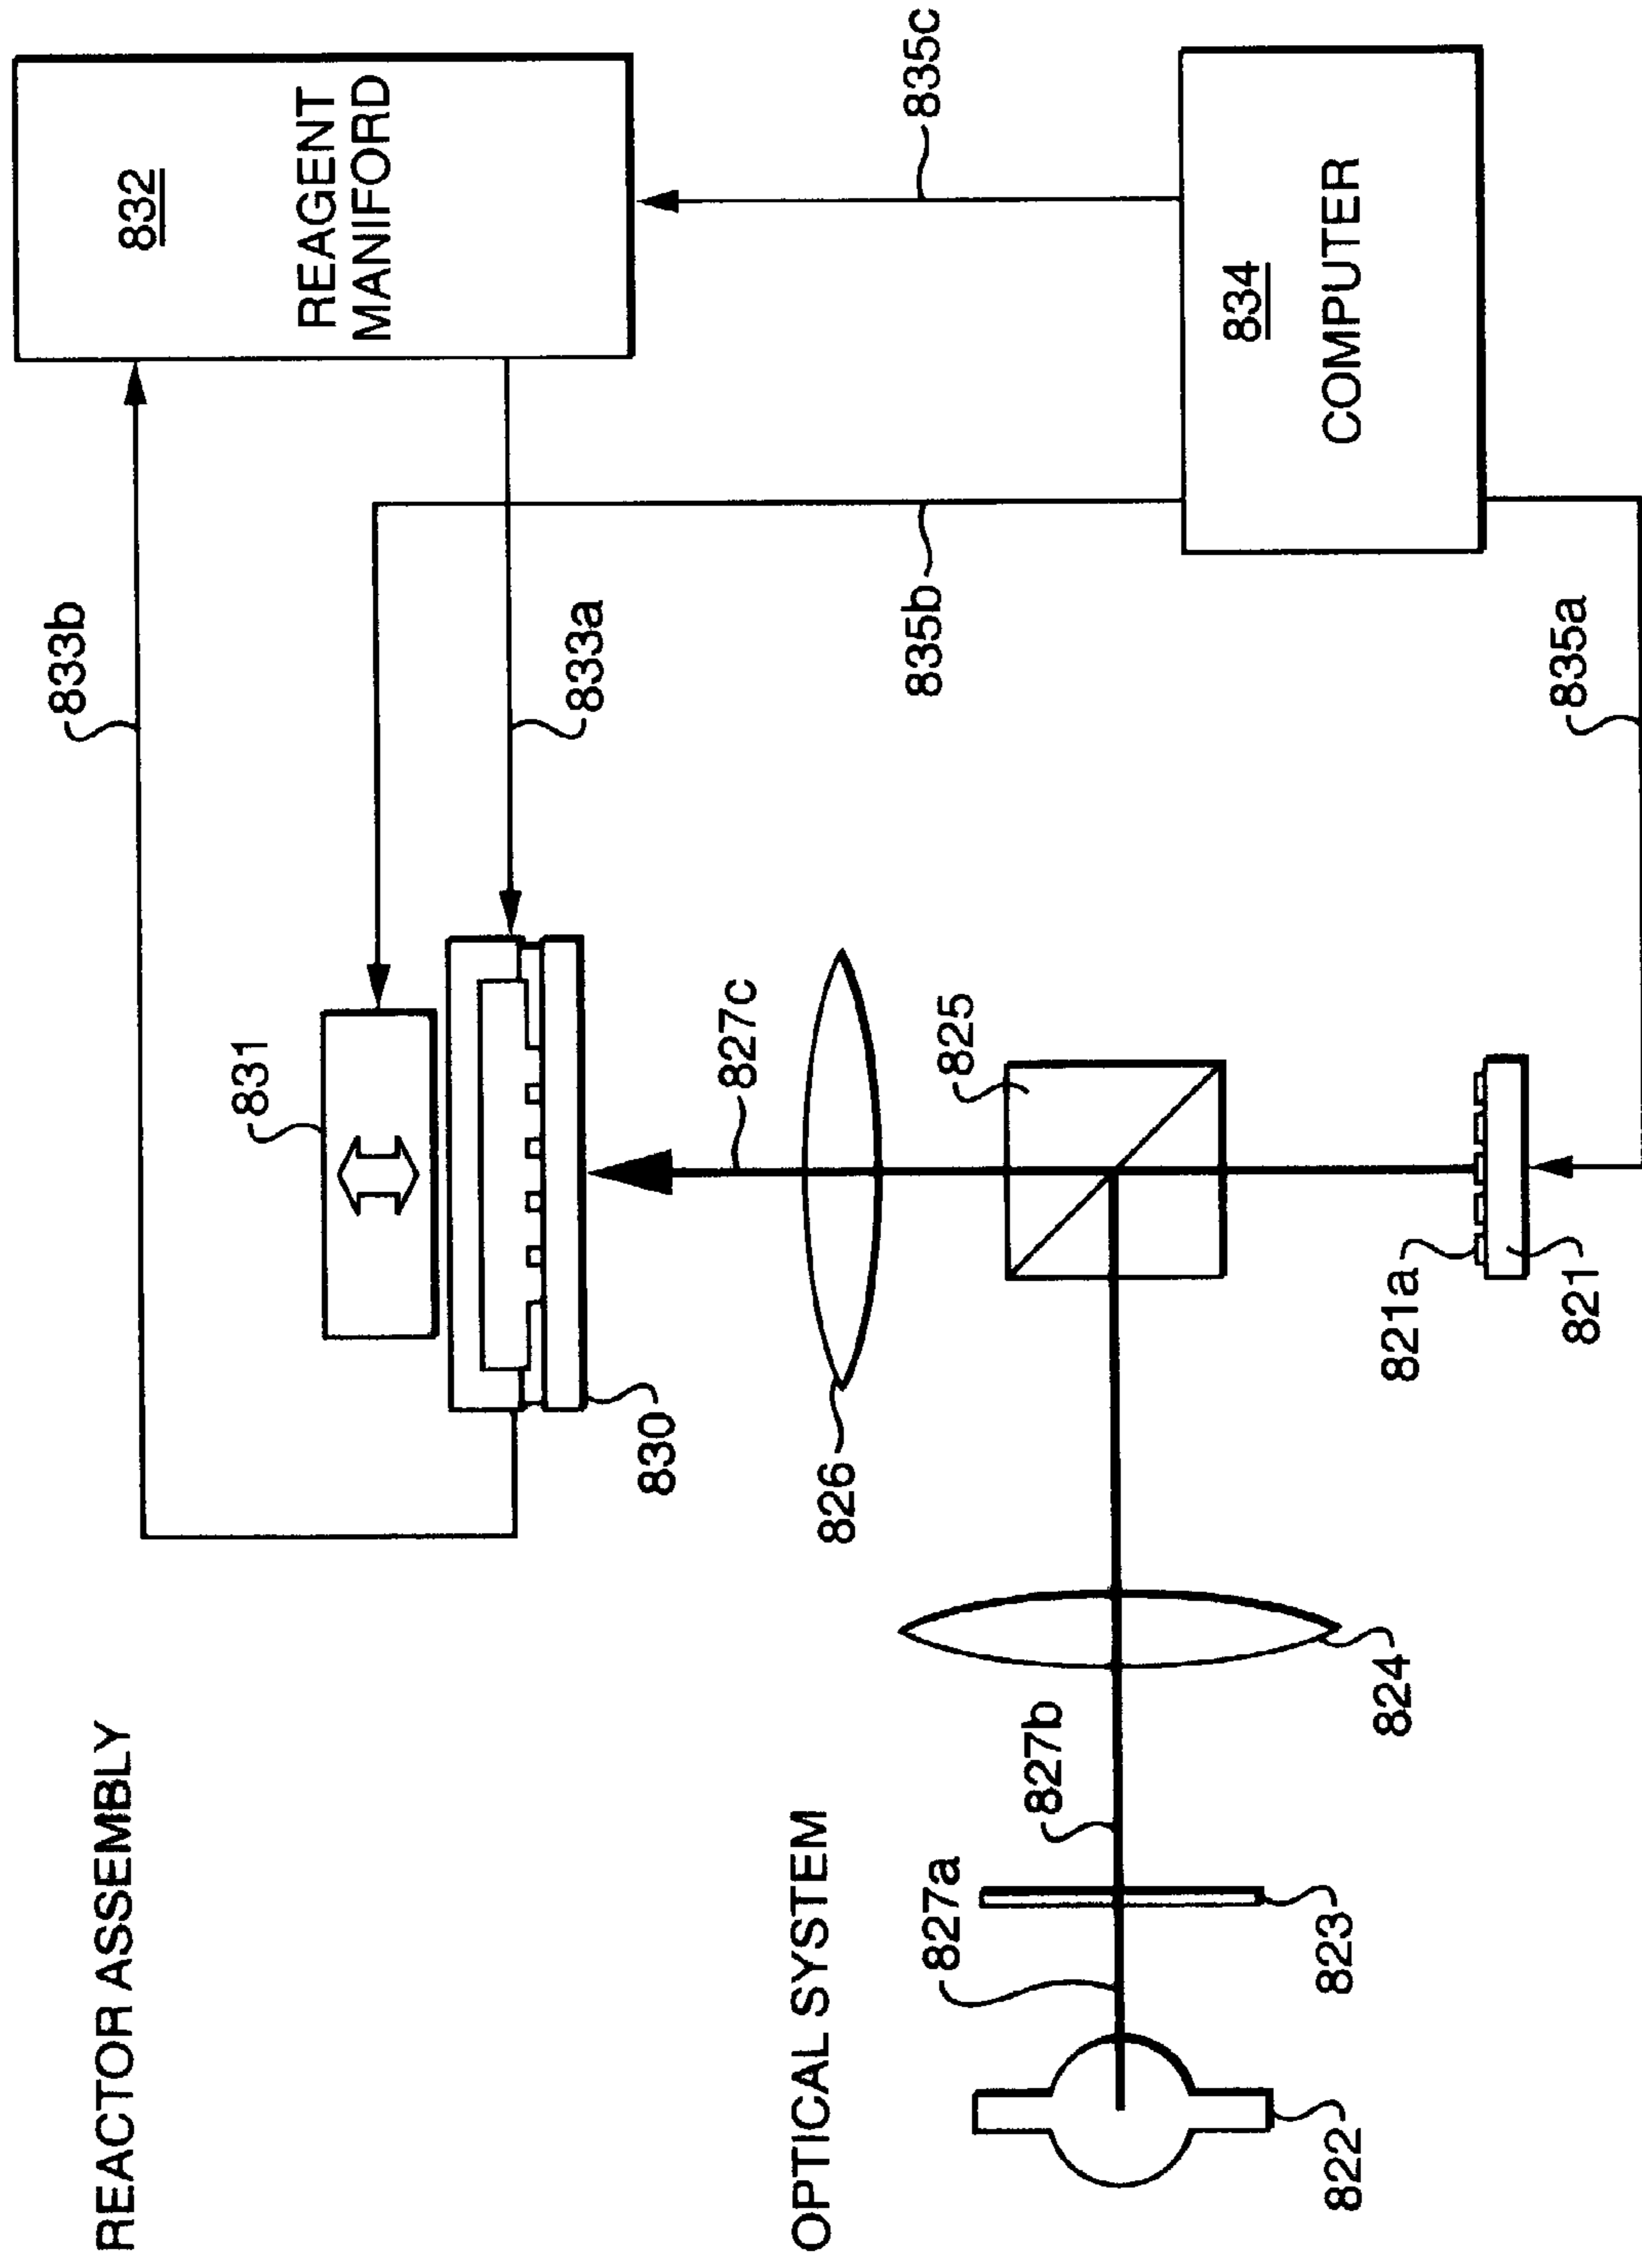 REACTOR ASSEMBLY
833b
832
REAGENT
MANIFORD
831
833a
830
835c
835b
827c
826
OPTICAL SYSTEM
827a
827b
825
824
823
822
821a
821
834
COMPUTER
835a